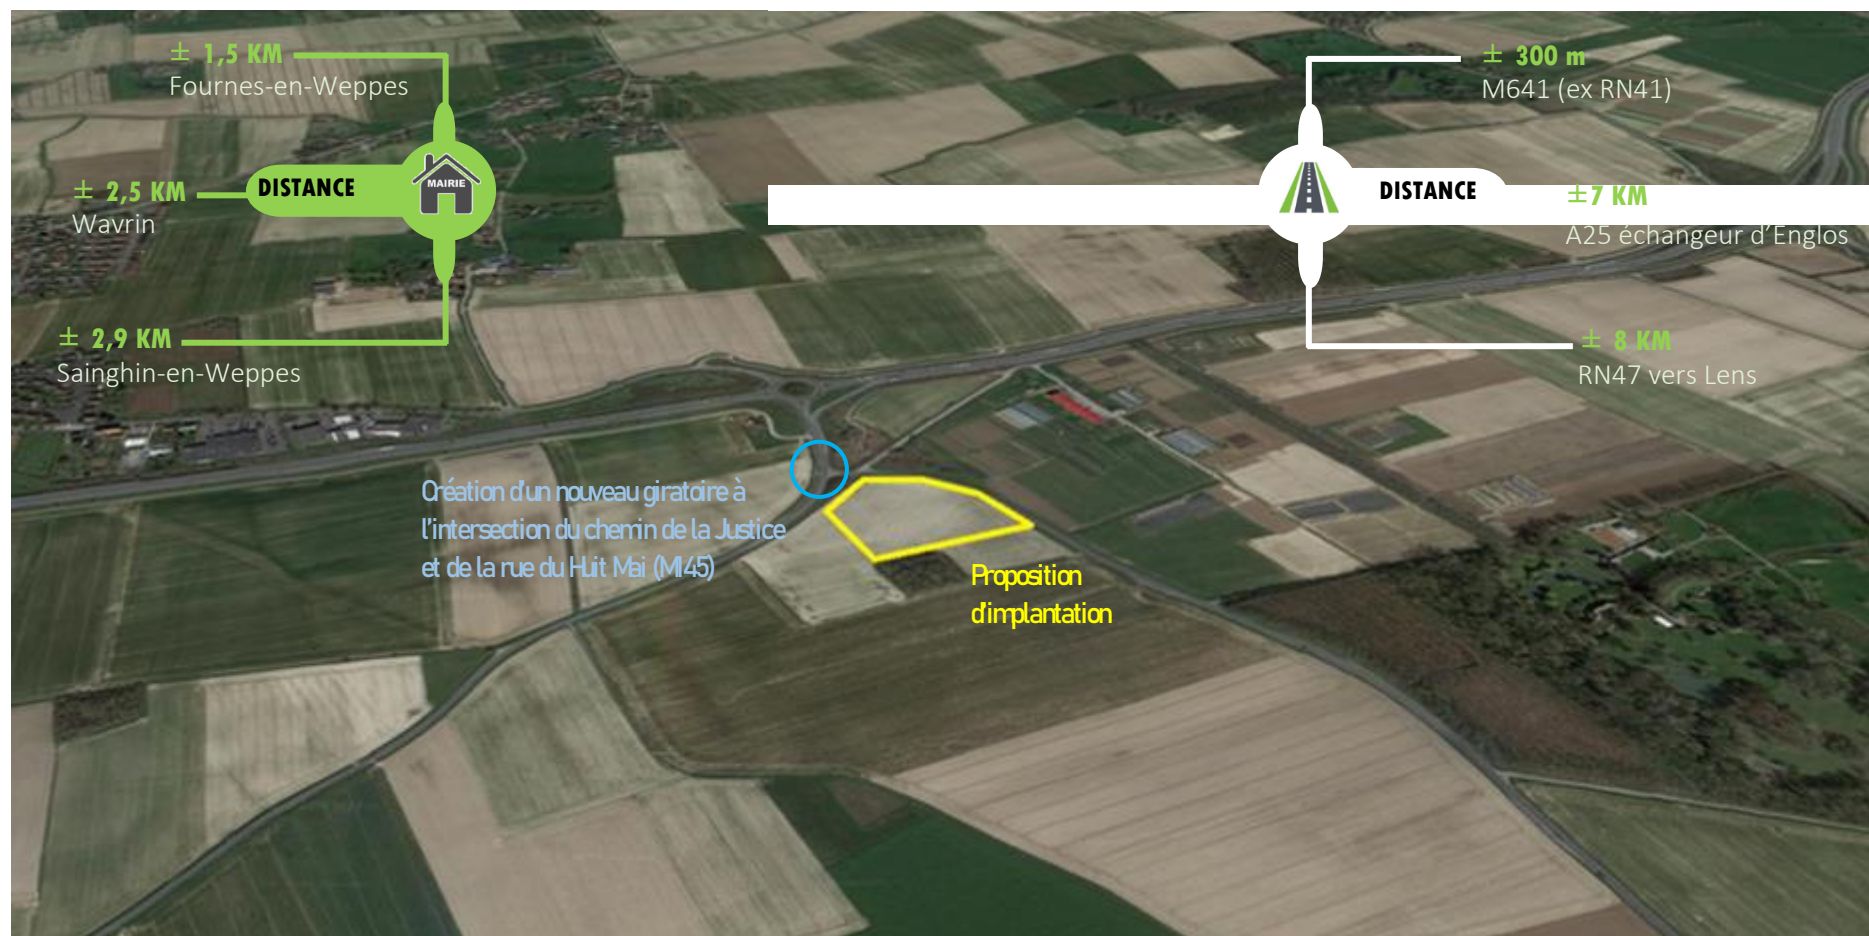 ± 1,5 KM
Fournes-en-Weppes
MAIRIE
DISTANCE
± 2,5 KM
Wavrin
± 2,9 KM
Sainghin-en-Weppes
± 300 m
M641 (ex RN41)
DISTANCE
±7 KM
A25 échangeur d'Englos
± 8 KM
RN47 vers Lens
Création d'un nouveau giratoire à
l'intersection du chemin de la Justice
et de la rue du Huit Mai (M145)
Proposition
d'implantation